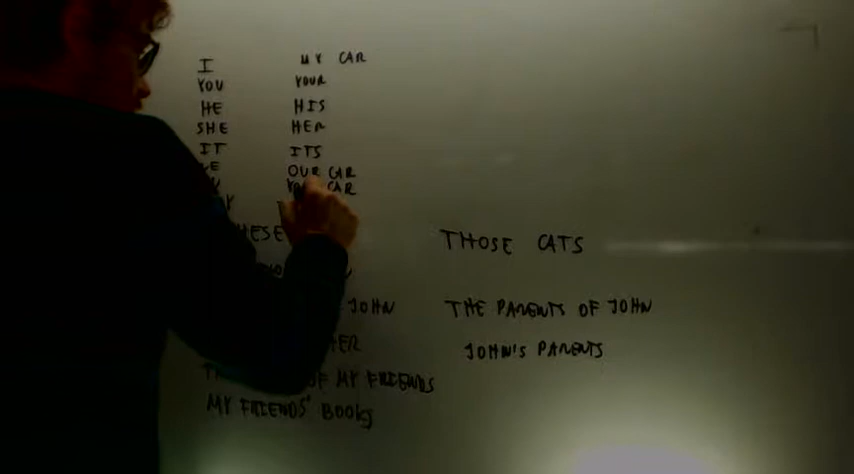 I MY CAR
YOU YOUR
HE HIS
SHE HER
IT ITS
OUR CAR
CAR
THOSE CATS
JOHN THE PARENTS OF JOHN
JOHN'S PARENTS
OF MY FRIENDS
MY FRIENDS' BOOKS